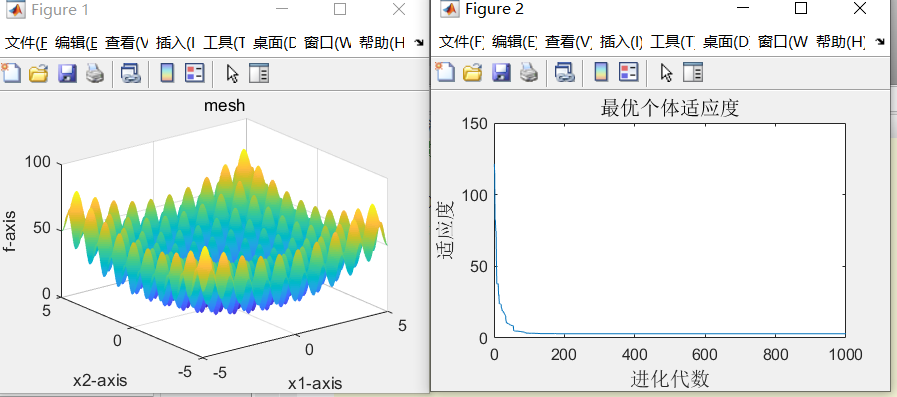 Figure 1
文件(F 编辑(E 查看(V 插入(I 工具(T 桌面(D 窗口(W 帮助(H
mesh
100
50
0
f-axis
5
0
-5
x2-axis
-5
0
5
x1-axis
Figure 2
文件(F) 编辑(E) 查看(V) 插入(I) 工具(T) 桌面(D) 窗口(W) 帮助(H)
最优个体适应度
150
100
50
0
适应度
0 200 400 600 800 1000
进化代数